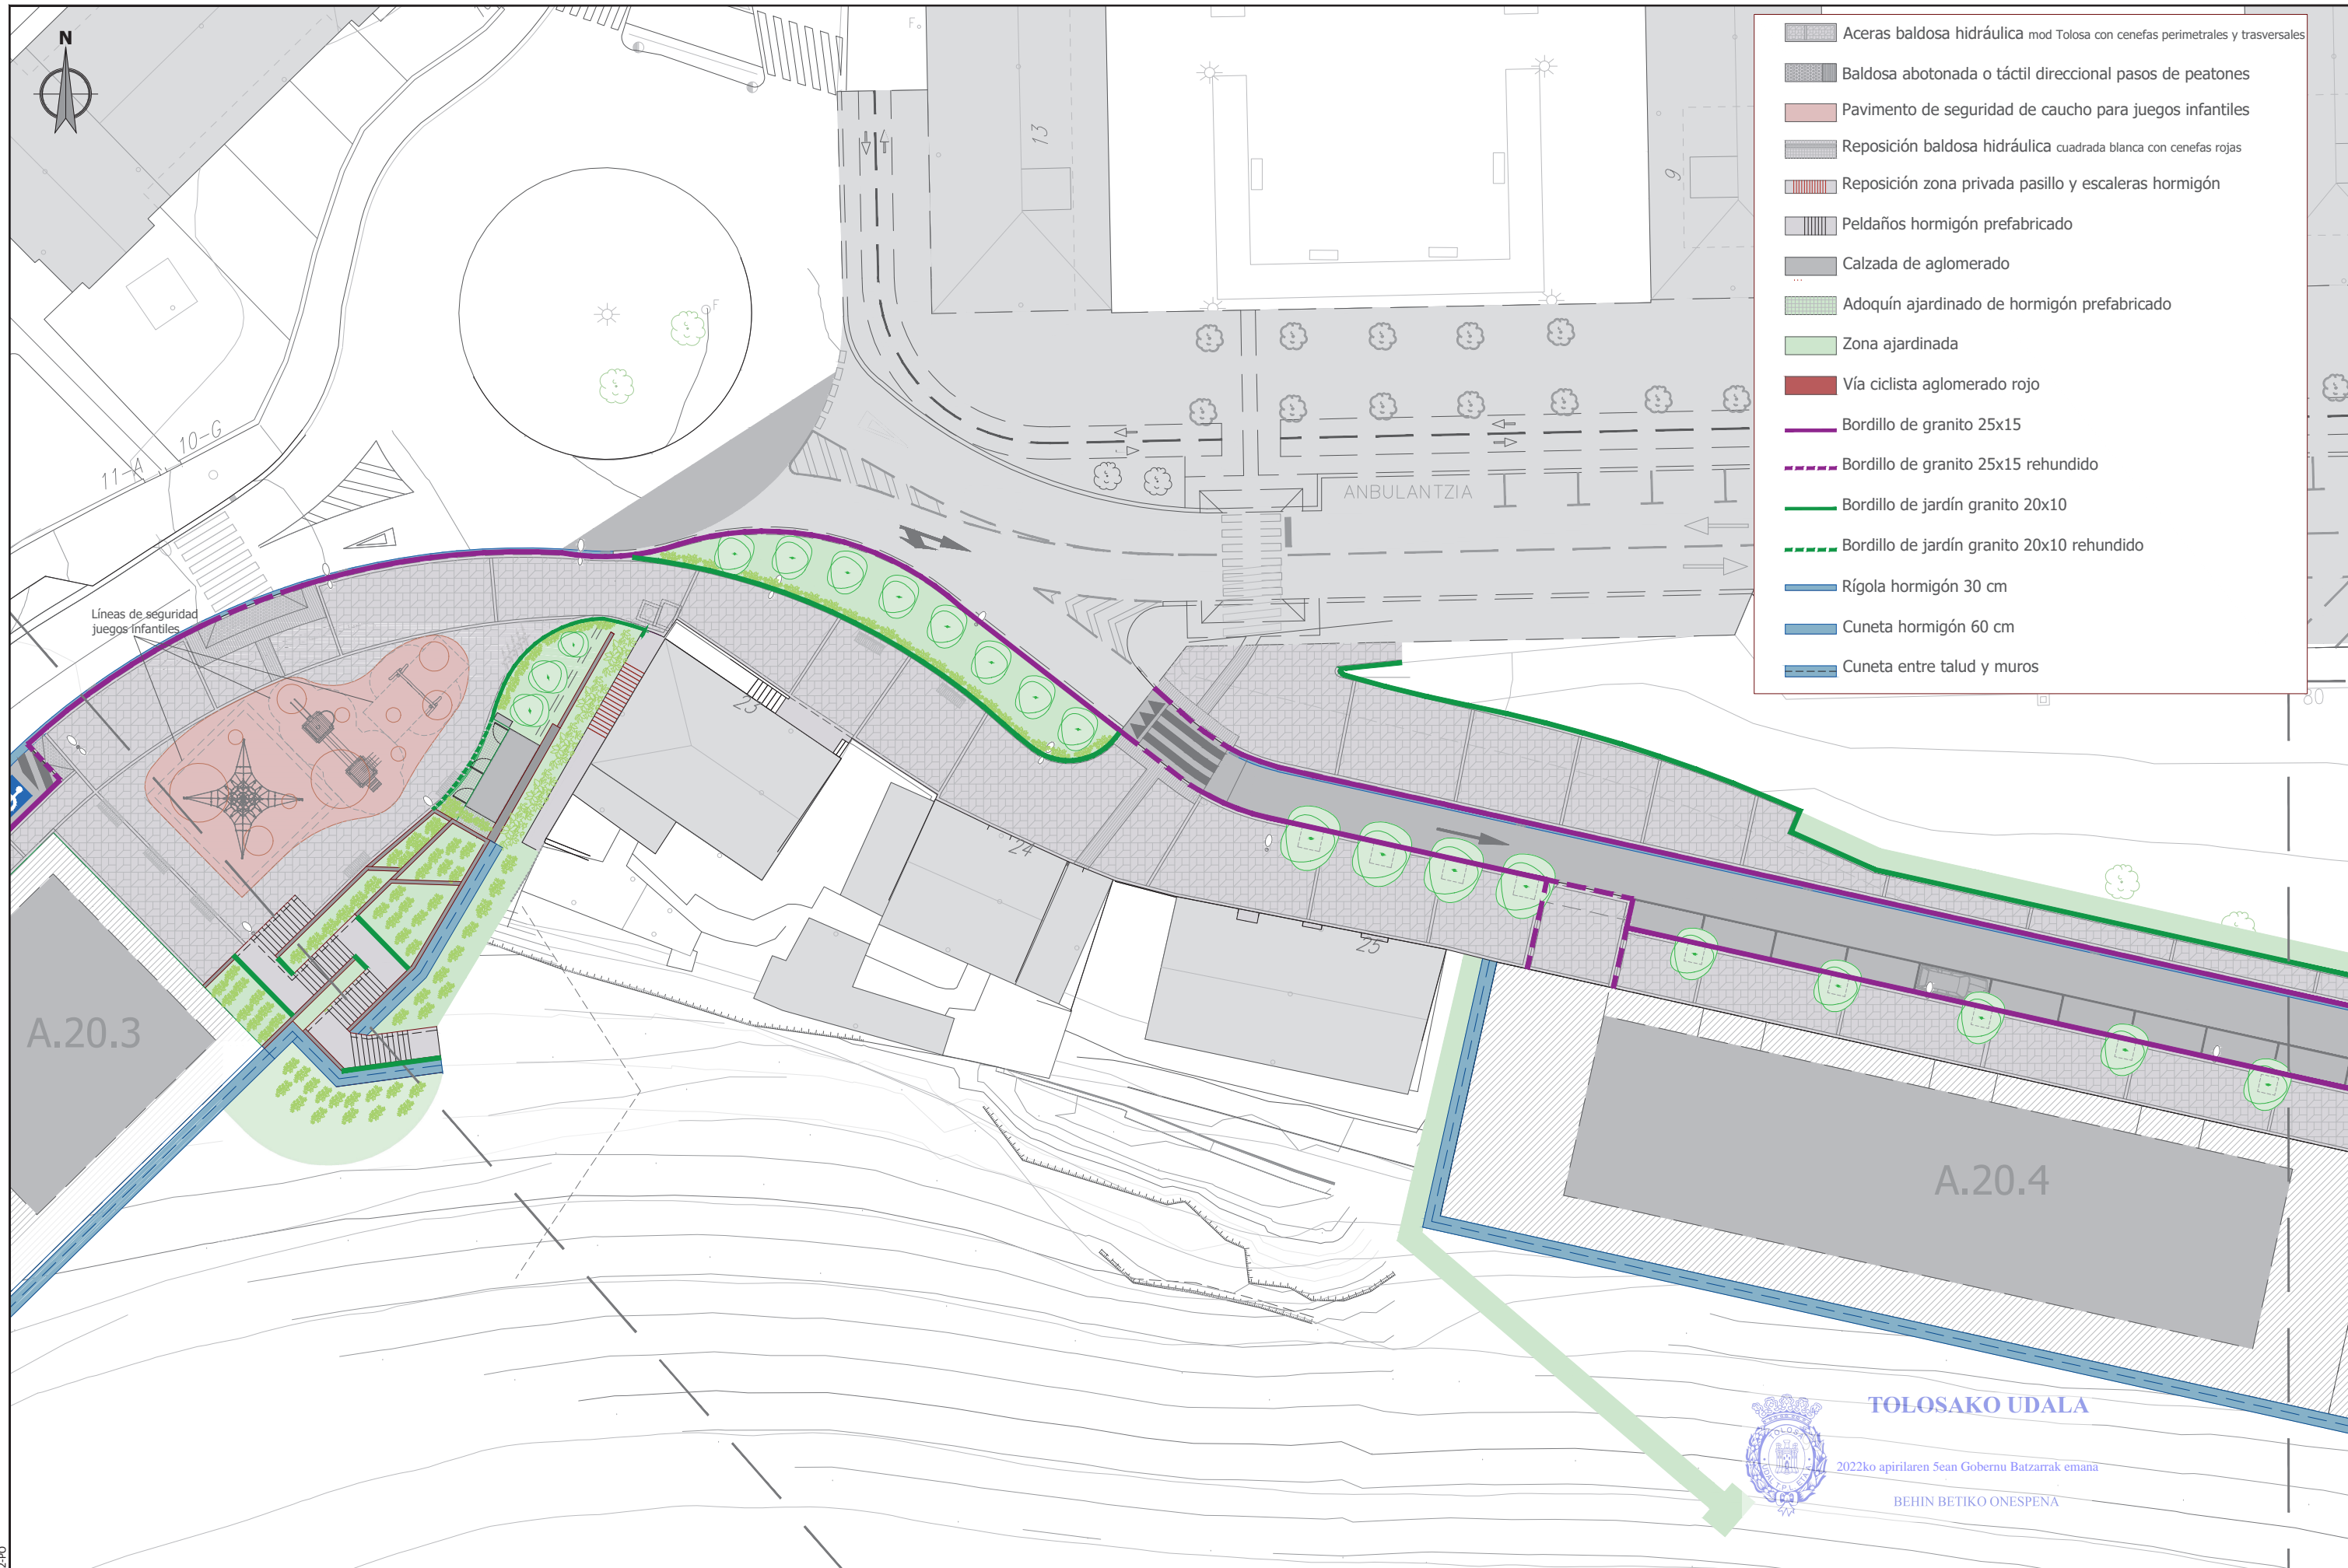 N
F
13
9
F
Aceras baldosa hidráulica mod Tolosa con cenefas perimetrales y trasversales
Baldosa abotonada o táctil direccional pasos de peatones
Pavimento de seguridad de caucho para juegos infantiles
Reposición baldosa hidráulica cuadrada blanca con cenefas rojas
Reposición zona privada pasillo y escaleras hormigón
Peldaños hormigón prefabricado
Calzada de aglomerado
Adoquín ajardinado de hormigón prefabricado
Zona ajardinada
Vía ciclista aglomerado rojo
Bordillo de granito 25x15
Bordillo de granito 25x15 rehundido
Bordillo de jardín granito 20x10
Bordillo de jardín granito 20x10 rehundido
Rígola hormigón 30 cm
Cuneta hormigón 60 cm
Cuneta entre talud y muros
10-G
11-A
ANBULANTZIA
Líneas de seguridad
juegos infantiles
80
23
24
25
A.20.3
A.20.4
TOLOSAKO UDALA
TOLOSA
2022ko apirilaren 5ean Gobernu Batzarrak emana
BEHIN BETIKO ONESPENA
2-PO